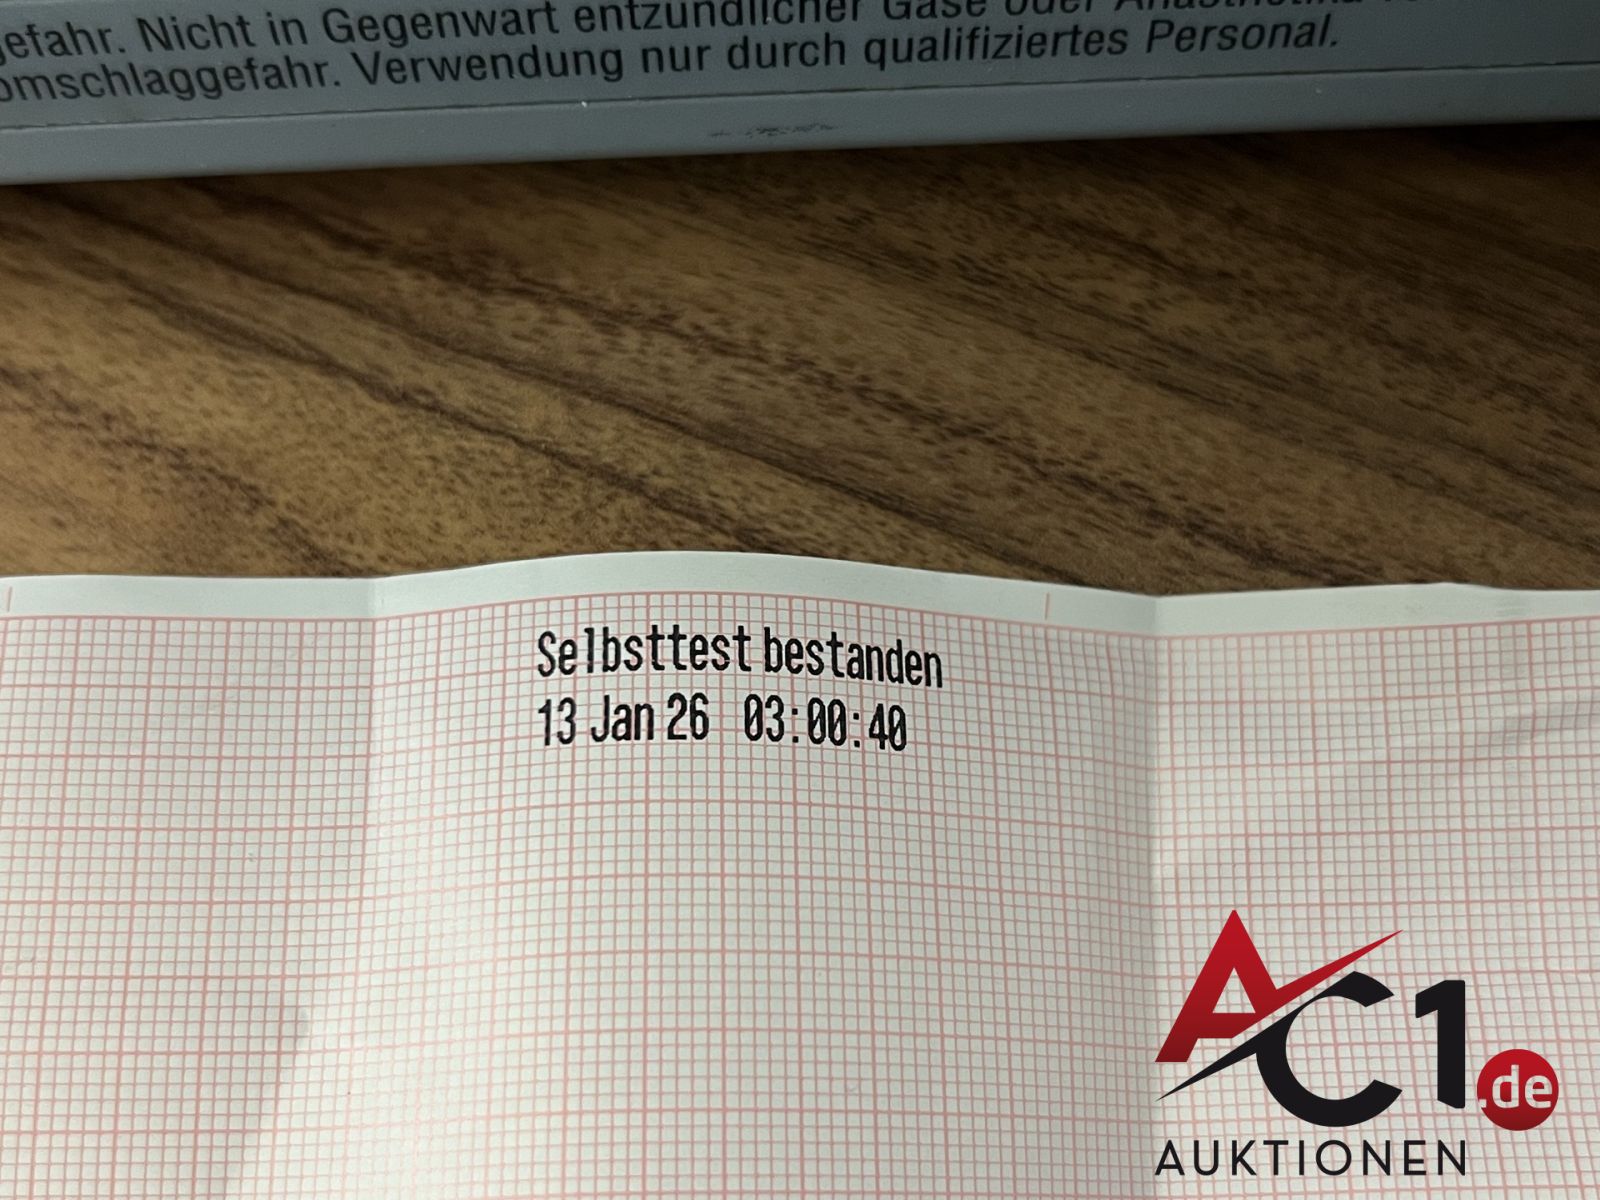 gefahr. Nicht in Gegenwart entzündlicher Gase oder Anästhetika
omschlaggefahr. Verwendung nur durch qualifiziertes Personal.
Selbsttest bestanden
13 Jan 26 03:00:40
AC1.de
AUKTIONEN